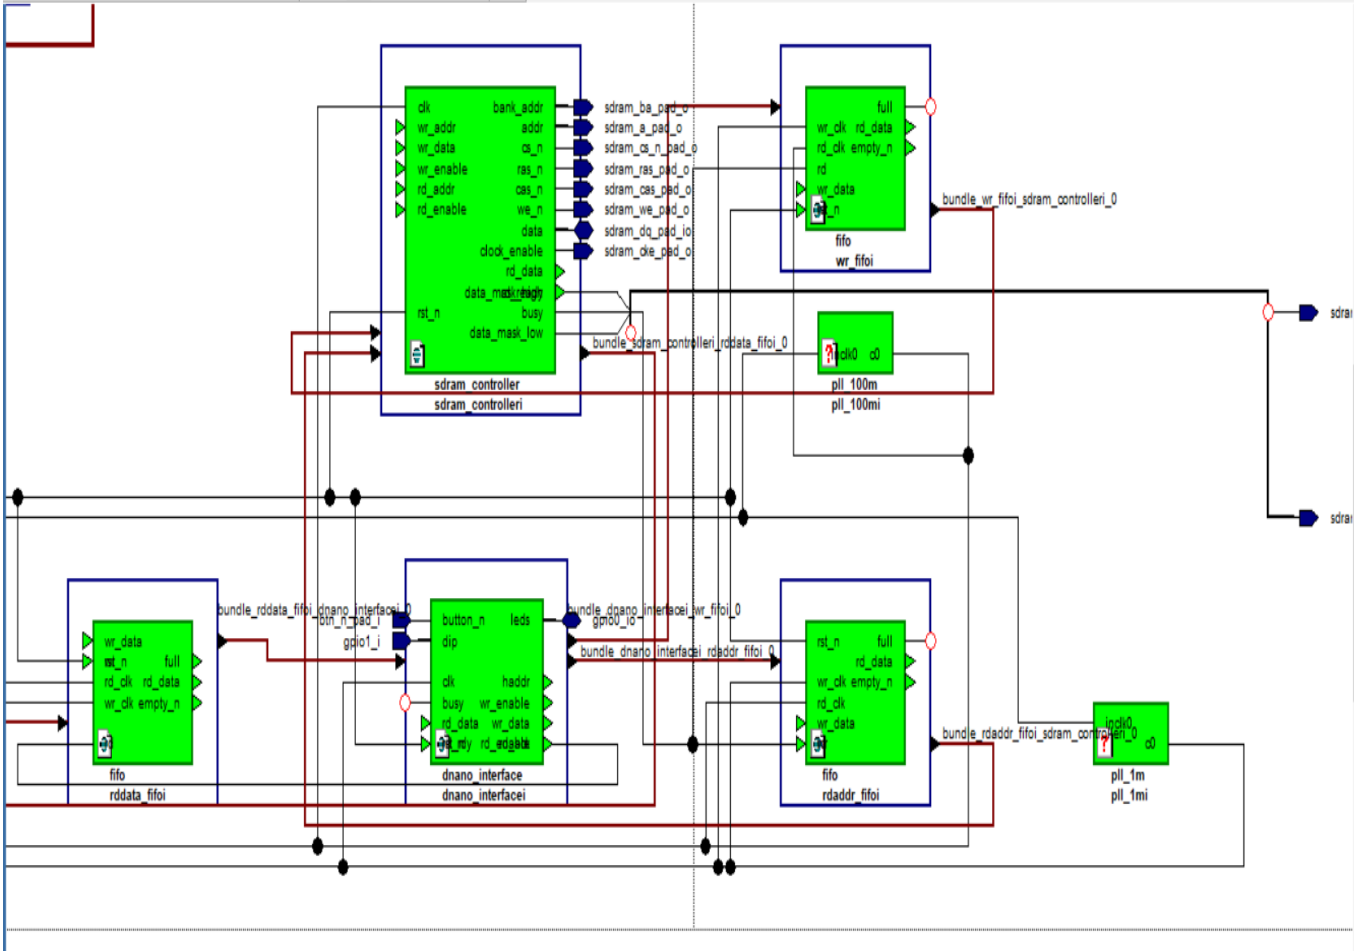 clk
wr_addr
wr_data
wr_enable
rd_addr
rd_enable
rst_n
bank_addr
addr
cs_n
ras_n
cas_n
we_n
data
clock_enable
rd_data
busy
data_mask_low
sdram_controller
sdram_controlleri
sdram_ba_pad_o
sdram_a_pad_o
sdram_cs_n_pad_o
sdram_ras_pad_o
sdram_cas_pad_o
sdram_we_pad_o
sdram_dq_pad_io
sdram_cke_pad_o
bundle_sdram_controlleri_rddata_fifoi_0
full
wr_clk rd_data
rd_clk empty_n
rd
wr_data
fifo
wr_fifoi
bundle_wr_fifoi_sdram_controlleri_0
inclk0 c0
pll_100m
pll_100mi
sdra
sdra
bundle_rddata_fifoi_dnano_interfacei_0
wr_data
full
rd_clk rd_data
wr_clk empty_n
fifo
rddata_fifoi
btn_n_pad_i
gpio1_i
button_n leds
dip
clk haddr
busy wr_enable
rd_data wr_data
dnano_interface
dnano_interfacei
bundle_dnano_interfacei_wr_fifoi_0
gpio0_io
bundle_dnano_interfacei_rdaddr_fifoi_0
rst_n full
rd_data
wr_clk empty_n
rd_clk
wr_data
fifo
rdaddr_fifoi
bundle_rdaddr_fifoi_sdram_controlleri_0
inclk0
c0
pll_1m
pll_1mi